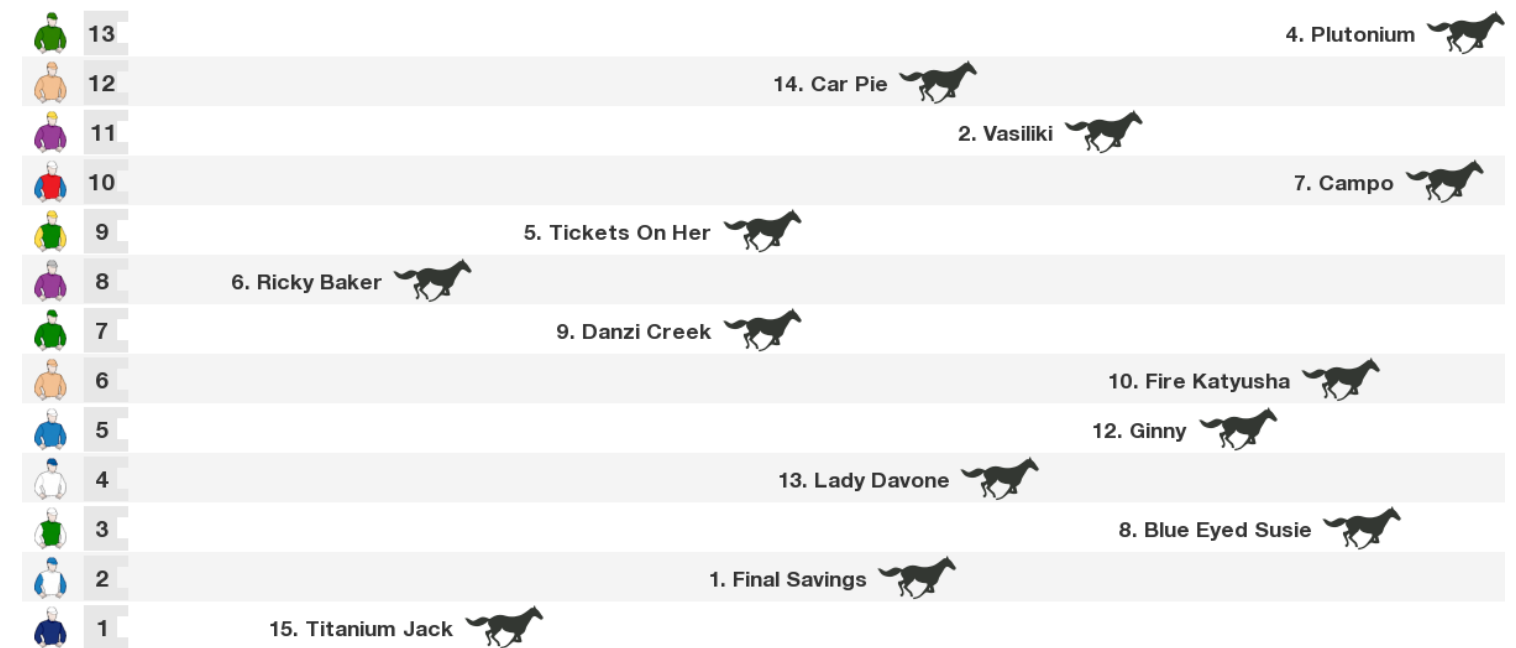 13 4. Plutonium
12 14. Car Pie
11 2. Vasiliki
10 7. Campo
9 5. Tickets On Her
8 6. Ricky Baker
7 9. Danzi Creek
6 10. Fire Katyusha
5 12. Ginny
4 13. Lady Davone
3 8. Blue Eyed Susie
2 1. Final Savings
1 15. Titanium Jack